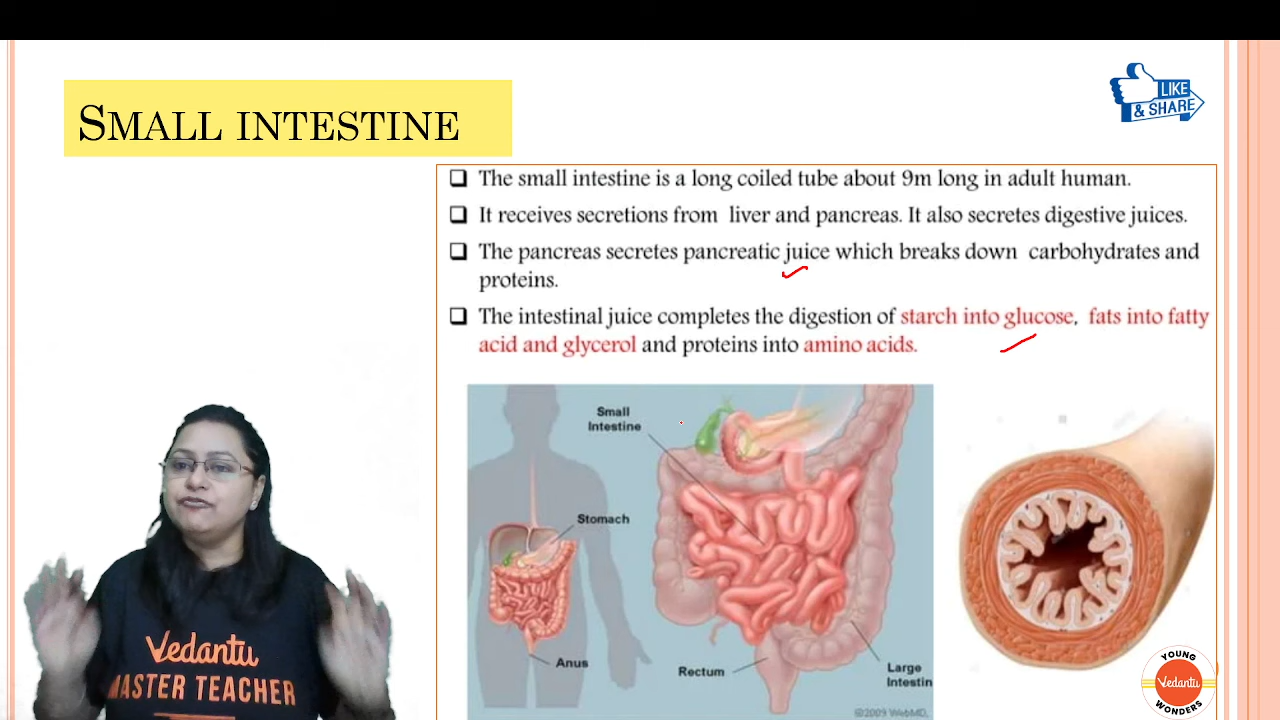 SMALL INTESTINE
LIKE
& SHARE
❑ The small intestine is a long coiled tube about 9m long in adult human.
❑ It receives secretions from liver and pancreas. It also secretes digestive juices.
❑ The pancreas secretes pancreatic juice which breaks down carbohydrates and
proteins.
❑ The intestinal juice completes the digestion of starch into glucose, fats into fatty
acid and glycerol and proteins into amino acids.
Small
Intestine
Stomach
Anus
Rectum
Large
Intestin
©2009 WebMD,
Vedantu
MASTER TEACHER
YOUNG
Vedantu
WONDERS